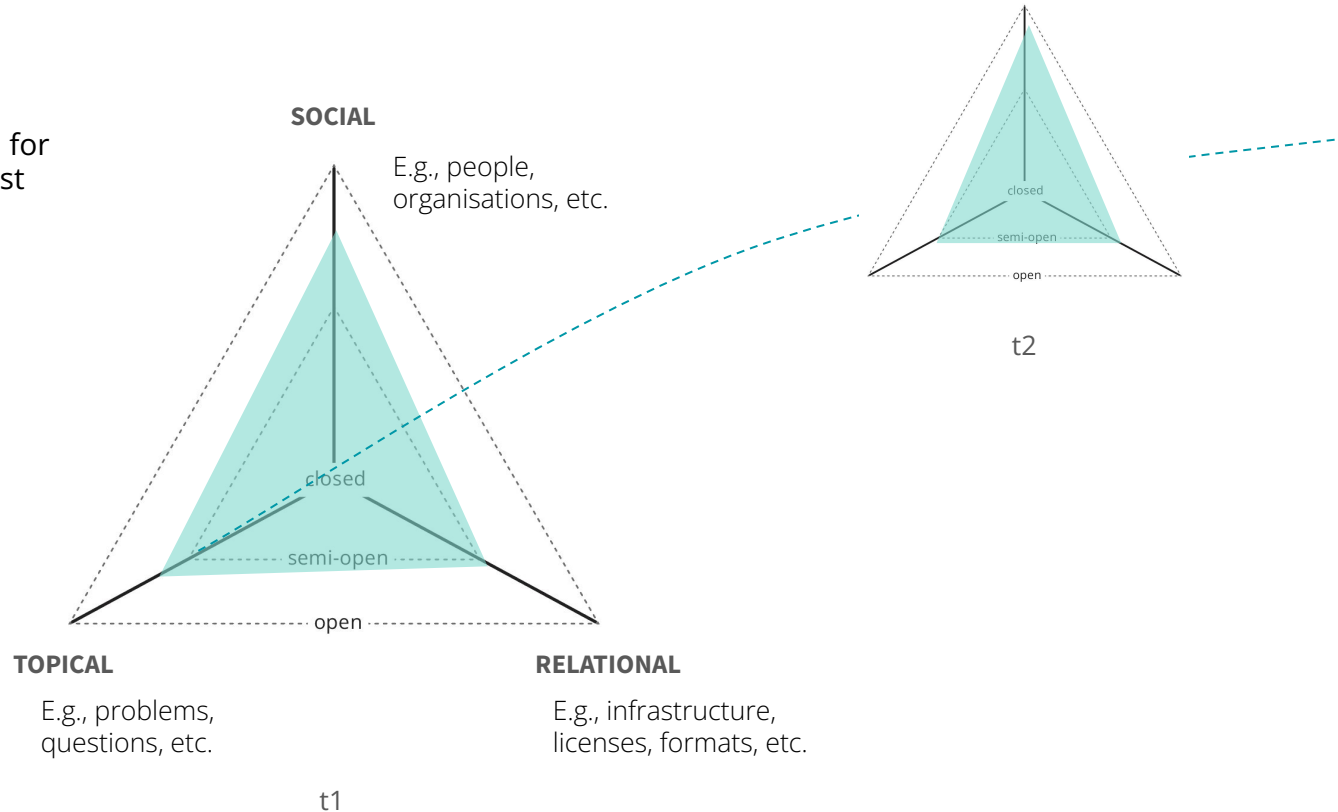 for
st
SOCIAL
E.g., people,
organisations, etc.
closed
semi-open
open
TOPICAL
E.g., problems,
questions, etc.
RELATIONAL
E.g., infrastructure,
licenses, formats, etc.
t1
closed
semi-open
open
t2